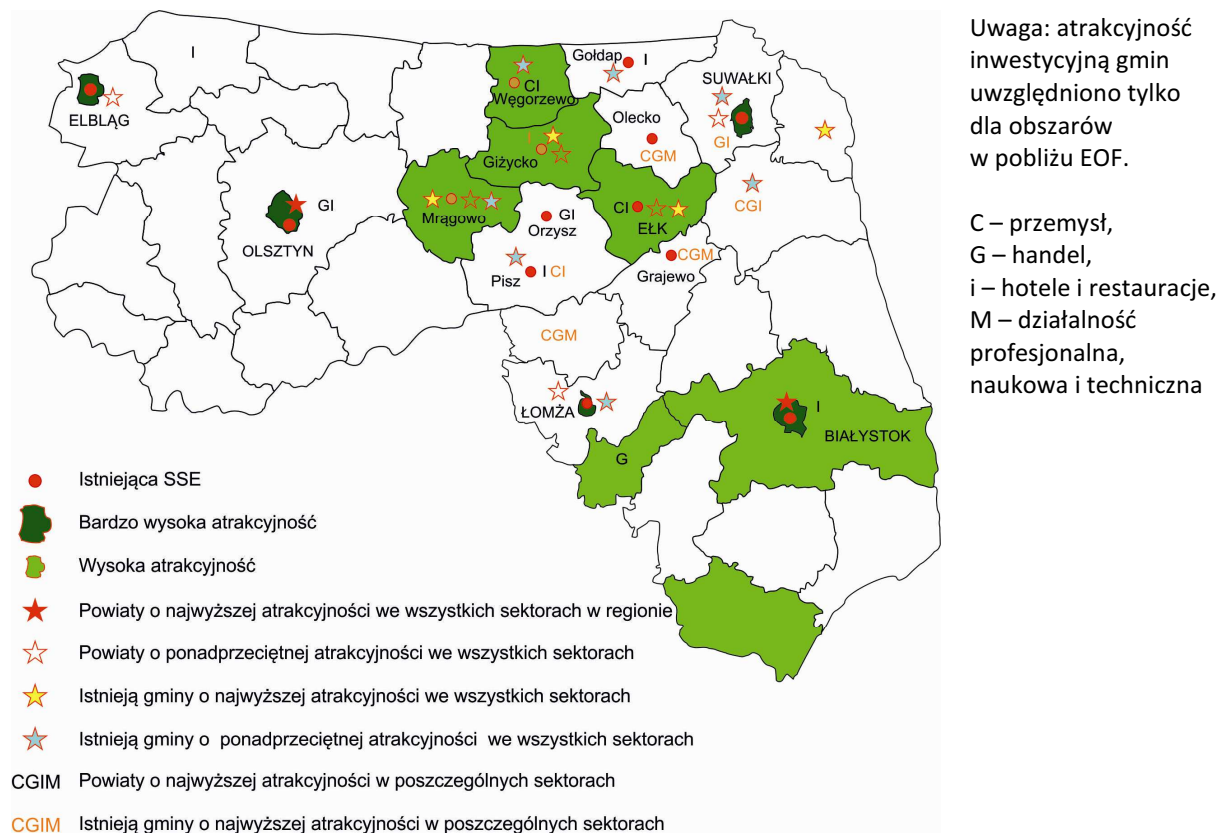 Uwaga: atrakcyjność
inwestycyjną gmin
uwzględniono tylko
dla obszarów
w pobliżu EOF.
C – przemysł,
G – handel,
i – hotele i restauracje,
M – działalność
profesjonalna,
naukowa i techniczna
I
ELBLĄG
GI
OLSZTYN
CI
Węgorzewo
Gołdap
I
SUWAŁKI
GI
Olecko
CGM
I
Giżycko
Mrągowo
CI
EŁK
CGI
GI
Orzysz
Pisz
I CI
CGM
Grajewo
CGM
ŁOMŻA
G
I
BIAŁYSTOK
Istniejąca SSE
Bardzo wysoka atrakcyjność
Wysoka atrakcyjność
Powiaty o najwyższej atrakcyjności we wszystkich sektorach w regionie
Powiaty o ponadprzeciętnej atrakcyjności we wszystkich sektorach
Istnieją gminy o najwyższej atrakcyjności we wszystkich sektorach
Istnieją gminy o ponadprzeciętnej atrakcyjności we wszystkich sektorach
CGIM Powiaty o najwyższej atrakcyjności w poszczególnych sektorach
CGIM Istnieją gminy o najwyższej atrakcyjności w poszczególnych sektorach